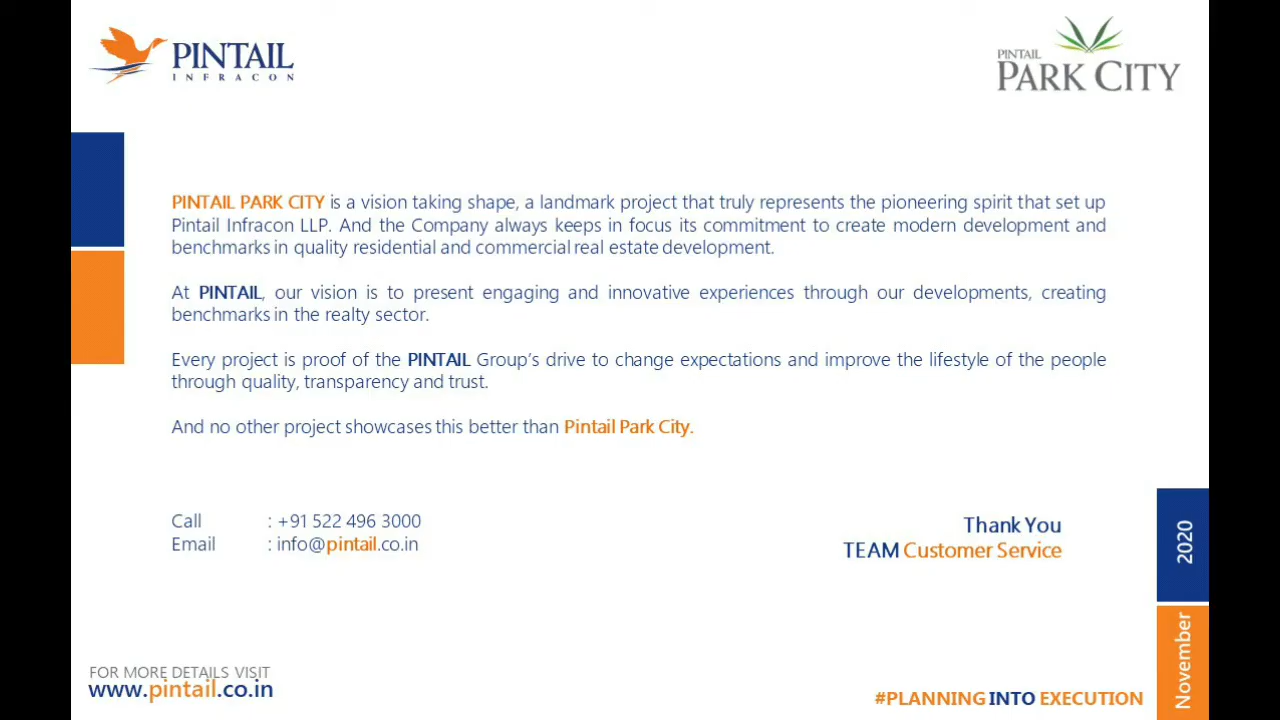 PINTAIL
INFRACON
PINTAIL
PARK CITY
PINTAIL PARK CITY is a vision taking shape, a landmark project that truly represents the pioneering spirit that set up
Pintail Infracon LLP. And the Company always keeps in focus its commitment to create modern development and
benchmarks in quality residential and commercial real estate development.
At PINTAIL, our vision is to present engaging and innovative experiences through our developments, creating
benchmarks in the realty sector.
Every project is proof of the PINTAIL Group's drive to change expectations and improve the lifestyle of the people
through quality, transparency and trust.
And no other project showcases this better than Pintail Park City.
Call : +91 522 496 3000
Email : info@pintail.co.in
Thank You
TEAM Customer Service
2020
November
FOR MORE DETAILS VISIT
www.pintail.co.in
#PLANNING INTO EXECUTION